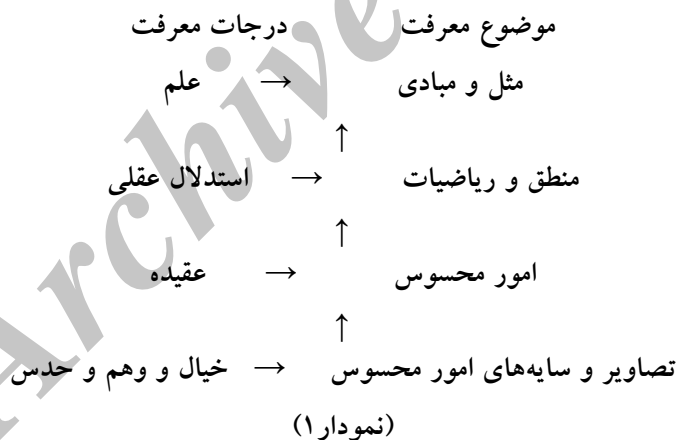 موضوع معرفت درجات معرفت
مثل و مبادی → علم
↑
منطق و ریاضیات → استدلال عقلی
↑
امور محسوس → عقیده
↑
تصاویر و سایه‌های امور محسوس → خیال و وهم و حدس
(نمودار۱)
Archive